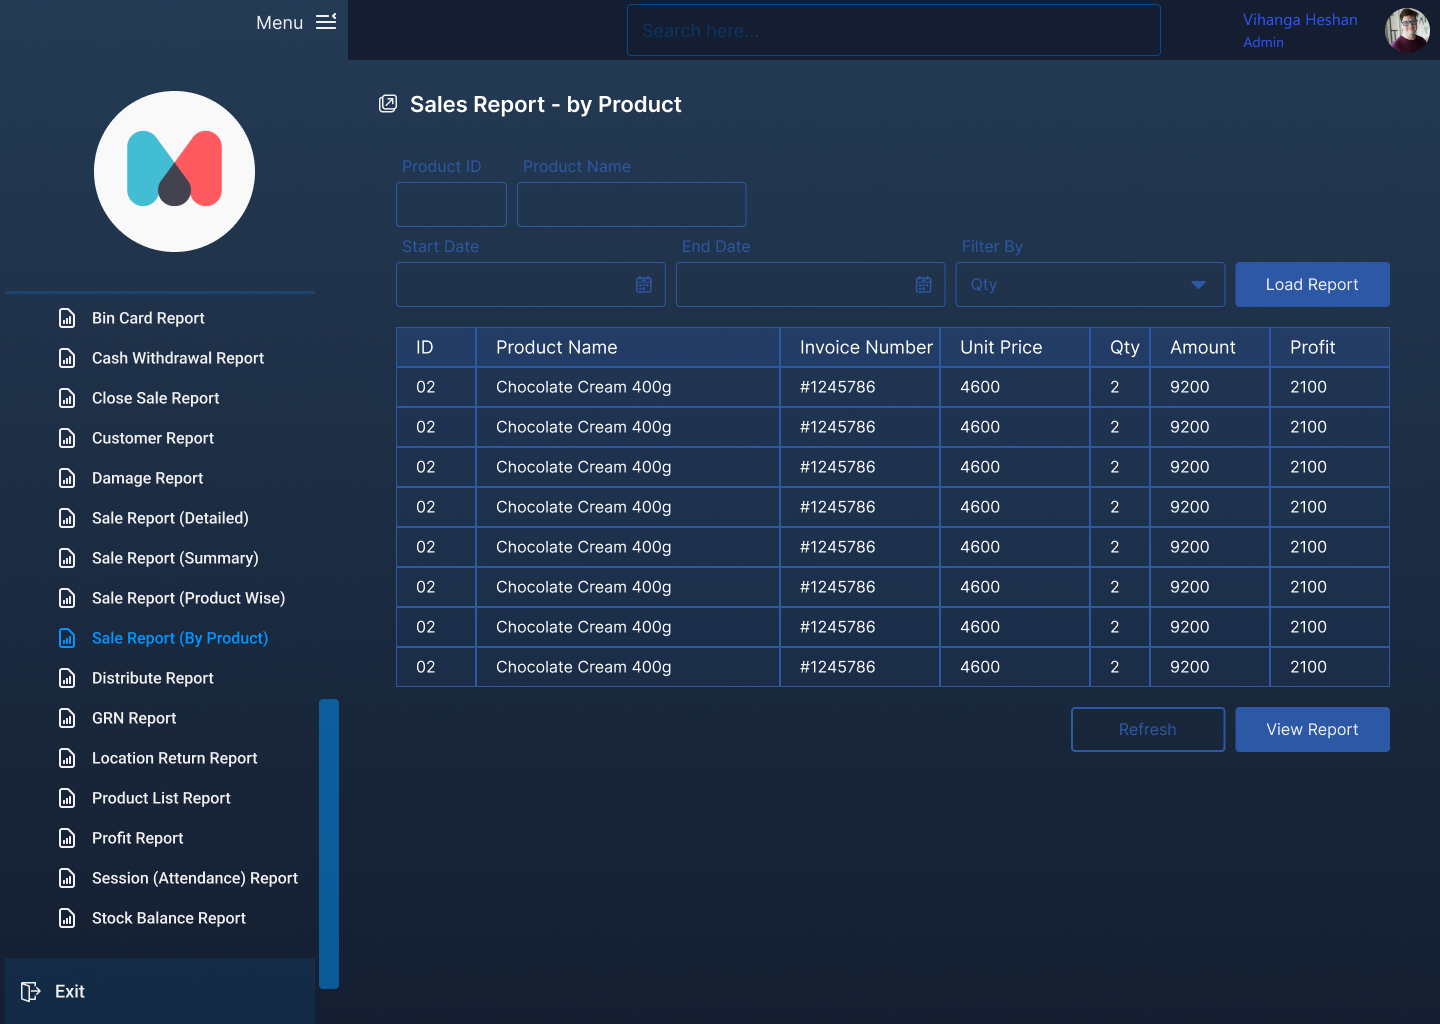 Menu
Search here...
Vihanga Heshan
Admin
Sales Report - by Product
Product ID Product Name
Start Date End Date Filter By
Qty Load Report
ID Product Name Invoice Number Unit Price Qty Amount Profit
02 Chocolate Cream 400g #1245786 4600 2 9200 2100
02 Chocolate Cream 400g #1245786 4600 2 9200 2100
02 Chocolate Cream 400g #1245786 4600 2 9200 2100
02 Chocolate Cream 400g #1245786 4600 2 9200 2100
02 Chocolate Cream 400g #1245786 4600 2 9200 2100
02 Chocolate Cream 400g #1245786 4600 2 9200 2100
02 Chocolate Cream 400g #1245786 4600 2 9200 2100
02 Chocolate Cream 400g #1245786 4600 2 9200 2100
Refresh View Report
Bin Card Report
Cash Withdrawal Report
Close Sale Report
Customer Report
Damage Report
Sale Report (Detailed)
Sale Report (Summary)
Sale Report (Product Wise)
Sale Report (By Product)
Distribute Report
GRN Report
Location Return Report
Product List Report
Profit Report
Session (Attendance) Report
Stock Balance Report
Exit